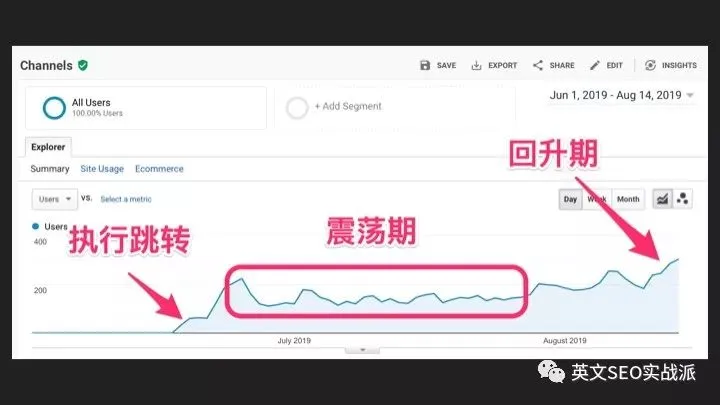 Channels
SAVE EXPORT SHARE EDIT INSIGHTS
All Users
100.00% Users
+ Add Segment
Jun 1, 2019 - Aug 14, 2019
Explorer
Summary Site Usage Ecommerce
回升期
Users VS. Select a metric
Day Week Month
Users
400
执行跳转
震荡期
200
July 2019 August 2019
英文SEO实战派